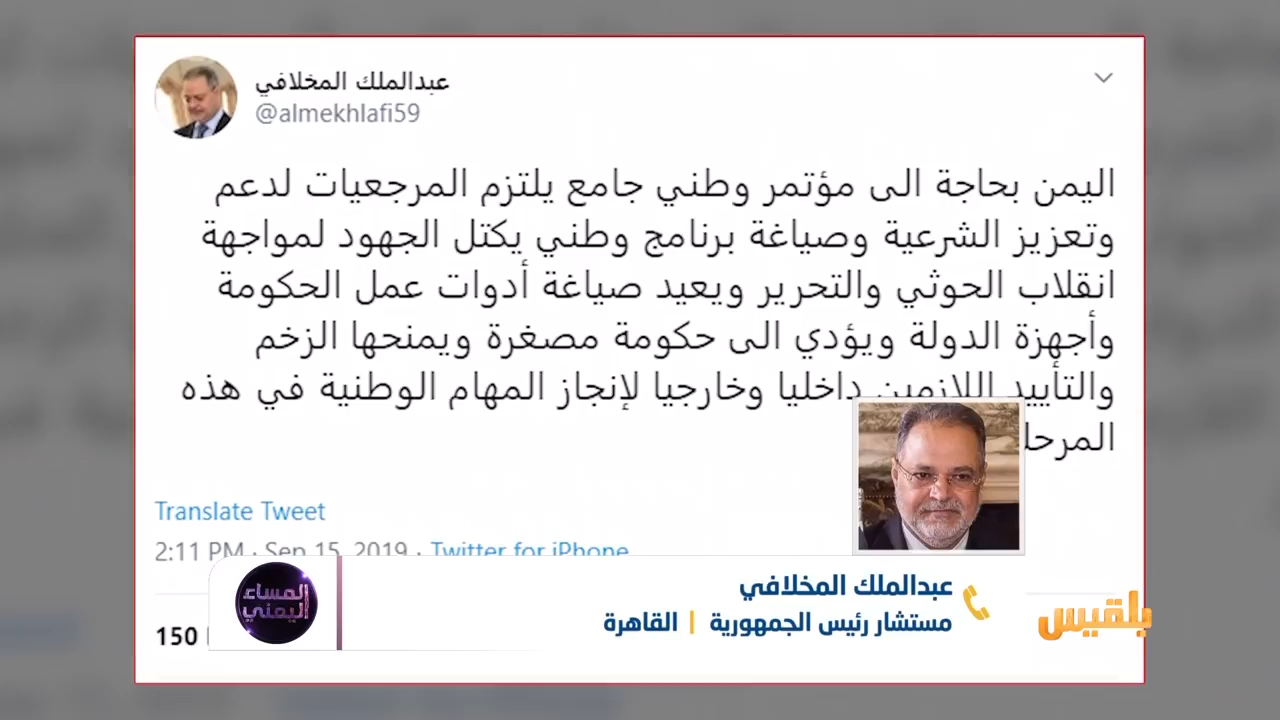 عبدالملك المخلافي
@almekhlafi59
اليمن بحاجة الى مؤتمر وطني جامع يلتزم المرجعيات لدعم
وتعزيز الشرعية وصياغة برنامج وطني يكتل الجهود لمواجهة
انقلاب الحوثي والتحرير ويعيد صياغة أدوات عمل الحكومة
وأجهزة الدولة ويؤدي الى حكومة مصغرة ويمنحها الزخم
والتأييد اللازمين داخليا وخارجيا لإنجاز المهام الوطنية في هذه
Translate Tweet
2:11 PM · Sep 15, 2019 · Twitter for iPhone
150
المساء
اليمني
عبدالملك المخلافي
مستشار رئيس الجمهورية | القاهرة
بلقيس